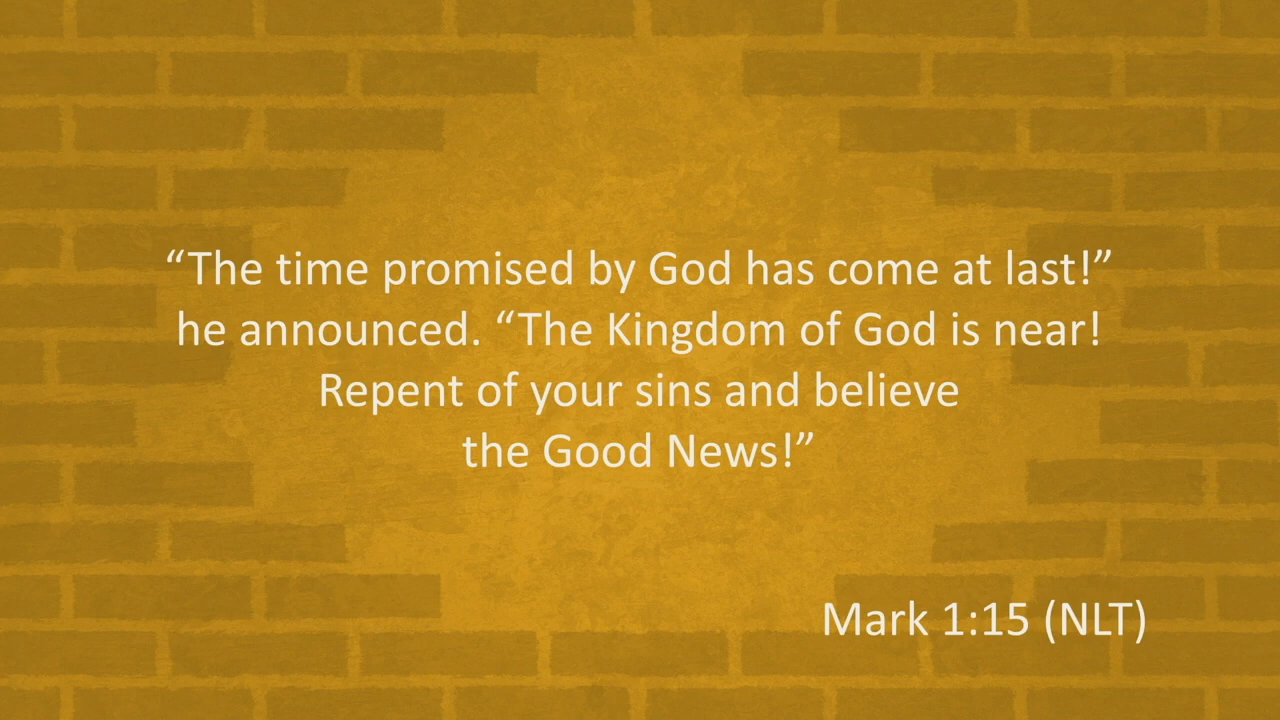 “The time promised by God has come at last!”
he announced. “The Kingdom of God is near!
Repent of your sins and believe
the Good News!”
Mark 1:15 (NLT)